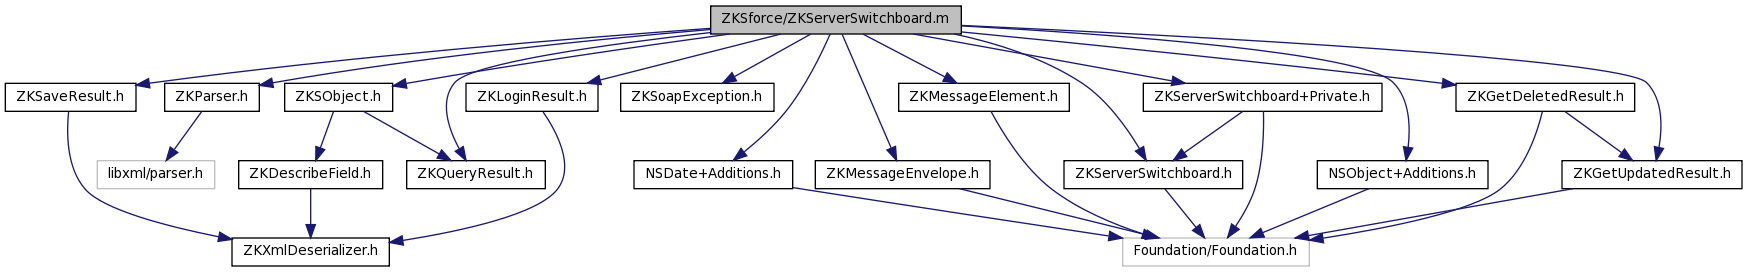 ZKSforce/ZKServerSwitchboard.m
ZKSaveResult.h
ZKParser.h
ZKSObject.h
ZKLoginResult.h
ZKSoapException.h
ZKMessageElement.h
ZKServerSwitchboard+Private.h
ZKGetDeletedResult.h
libxml/parser.h
ZKDescribeField.h
ZKQueryResult.h
NSDate+Additions.h
ZKMessageEnvelope.h
ZKServerSwitchboard.h
NSObject+Additions.h
ZKGetUpdatedResult.h
ZKXmlDeserializer.h
Foundation/Foundation.h